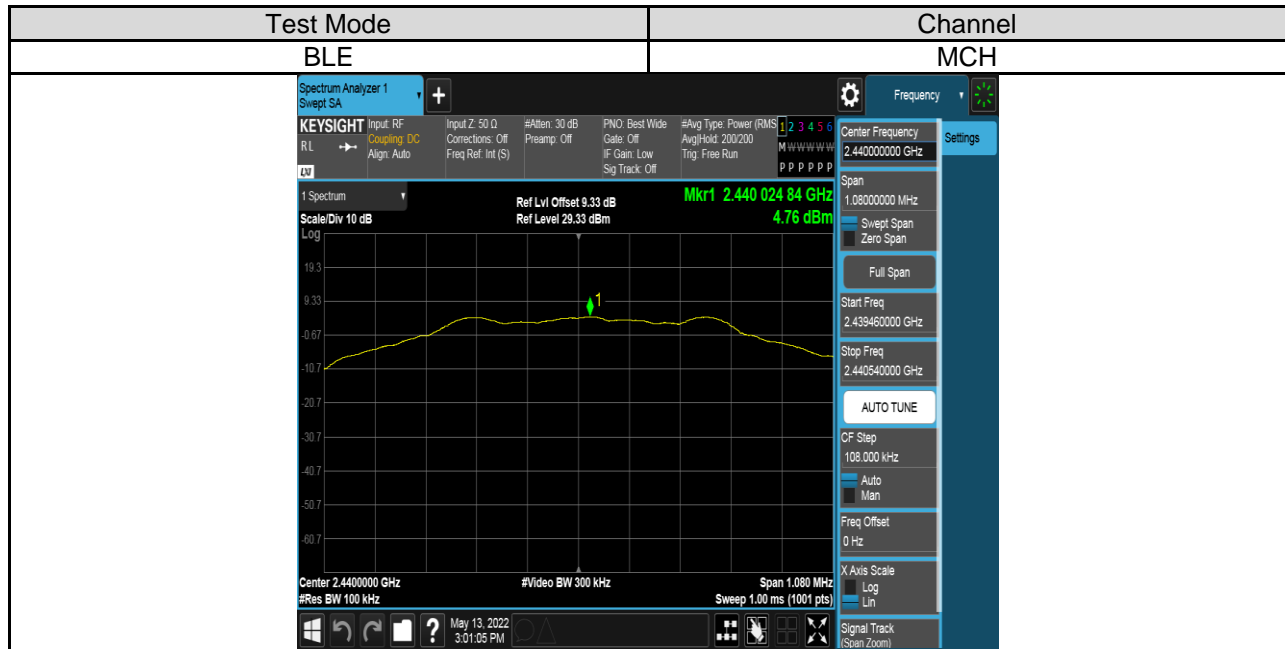 Test Mode Channel
BLE MCH
Spectrum Analyzer 1
Swept SA
Frequency
KEYSIGHT
RL
LXI
Input: RF
Coupling: DC
Align: Auto
Input Z: 50 Ω
Corrections: Off
Freq Ref: Int (S)
#Atten: 30 dB
Preamp: Off
PNO: Best Wide
Gate: Off
IF Gain: Low
Sig Track: Off
#Avg Type: Power (RMS
Avg|Hold: 200/200
Trig: Free Run
1 2 3 4 5 6
M W W W W W
P P P P P P
1 Spectrum
Scale/Div 10 dB
Log
Ref Lvl Offset 9.33 dB
Ref Level 29.33 dBm
Mkr1 2.440 024 84 GHz
4.76 dBm
19.3
9.33
-0.67
-10.7
-20.7
-30.7
-40.7
-50.7
-60.7
1
Center 2.4400000 GHz
#Res BW 100 kHz
#Video BW 300 kHz
Span 1.080 MHz
Sweep 1.00 ms (1001 pts)
Center Frequency
2.440000000 GHz
Settings
Span
1.08000000 MHz
Swept Span
Zero Span
Full Span
Start Freq
2.439460000 GHz
Stop Freq
2.440540000 GHz
AUTO TUNE
CF Step
108.000 kHz
Auto
Man
Freq Offset
0 Hz
X Axis Scale
Log
Lin
Signal Track
(Span Zoom)
?
May 13, 2022
3:01:05 PM